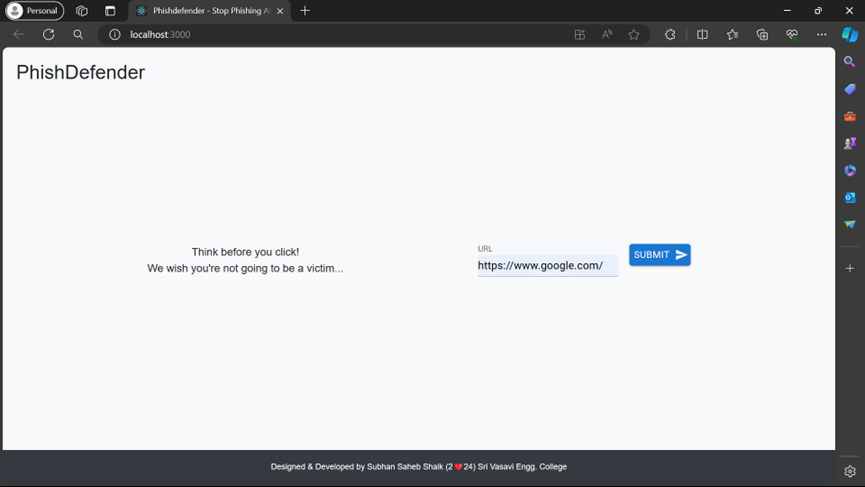 Personal
Phishdefender - Stop Phishing A
localhost:3000
PhishDefender
Think before you click!
We wish you're not going to be a victim...
URL
https://www.google.com/
SUBMIT
Designed & Developed by Subhan Saheb Shaik (2❤️24) Sri Vasavi Engg. College